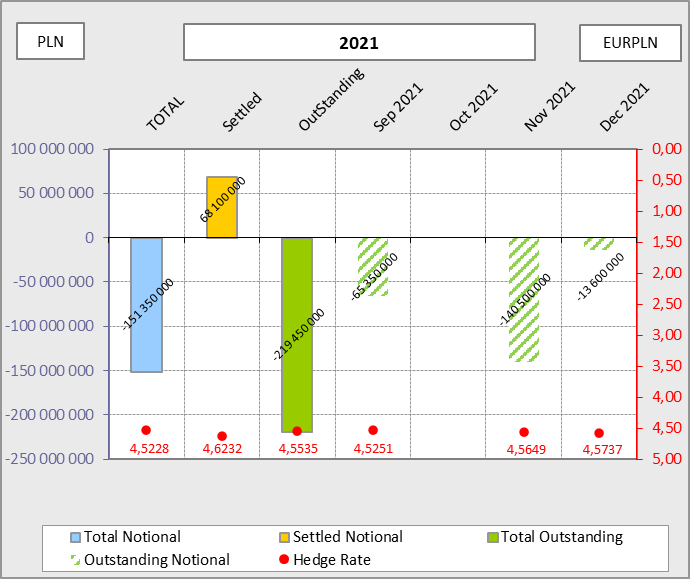 PLN
2021
EURPLN
TOTAL
Settled
OutStanding
Sep 2021
Oct 2021
Nov 2021
Dec 2021
100 000 000
50 000 000
0
-50 000 000
-100 000 000
-150 000 000
-200 000 000
-250 000 000
0,00
0,50
1,00
1,50
2,00
2,50
3,00
3,50
4,00
4,50
5,00
-151 350 000
68 100 000
-219 450 000
-65 350 000
-140 500 000
-13 600 000
4,5228
4,6232
4,5535
4,5251
4,5649
4,5737
Total Notional
Settled Notional
Total Outstanding
Outstanding Notional
Hedge Rate